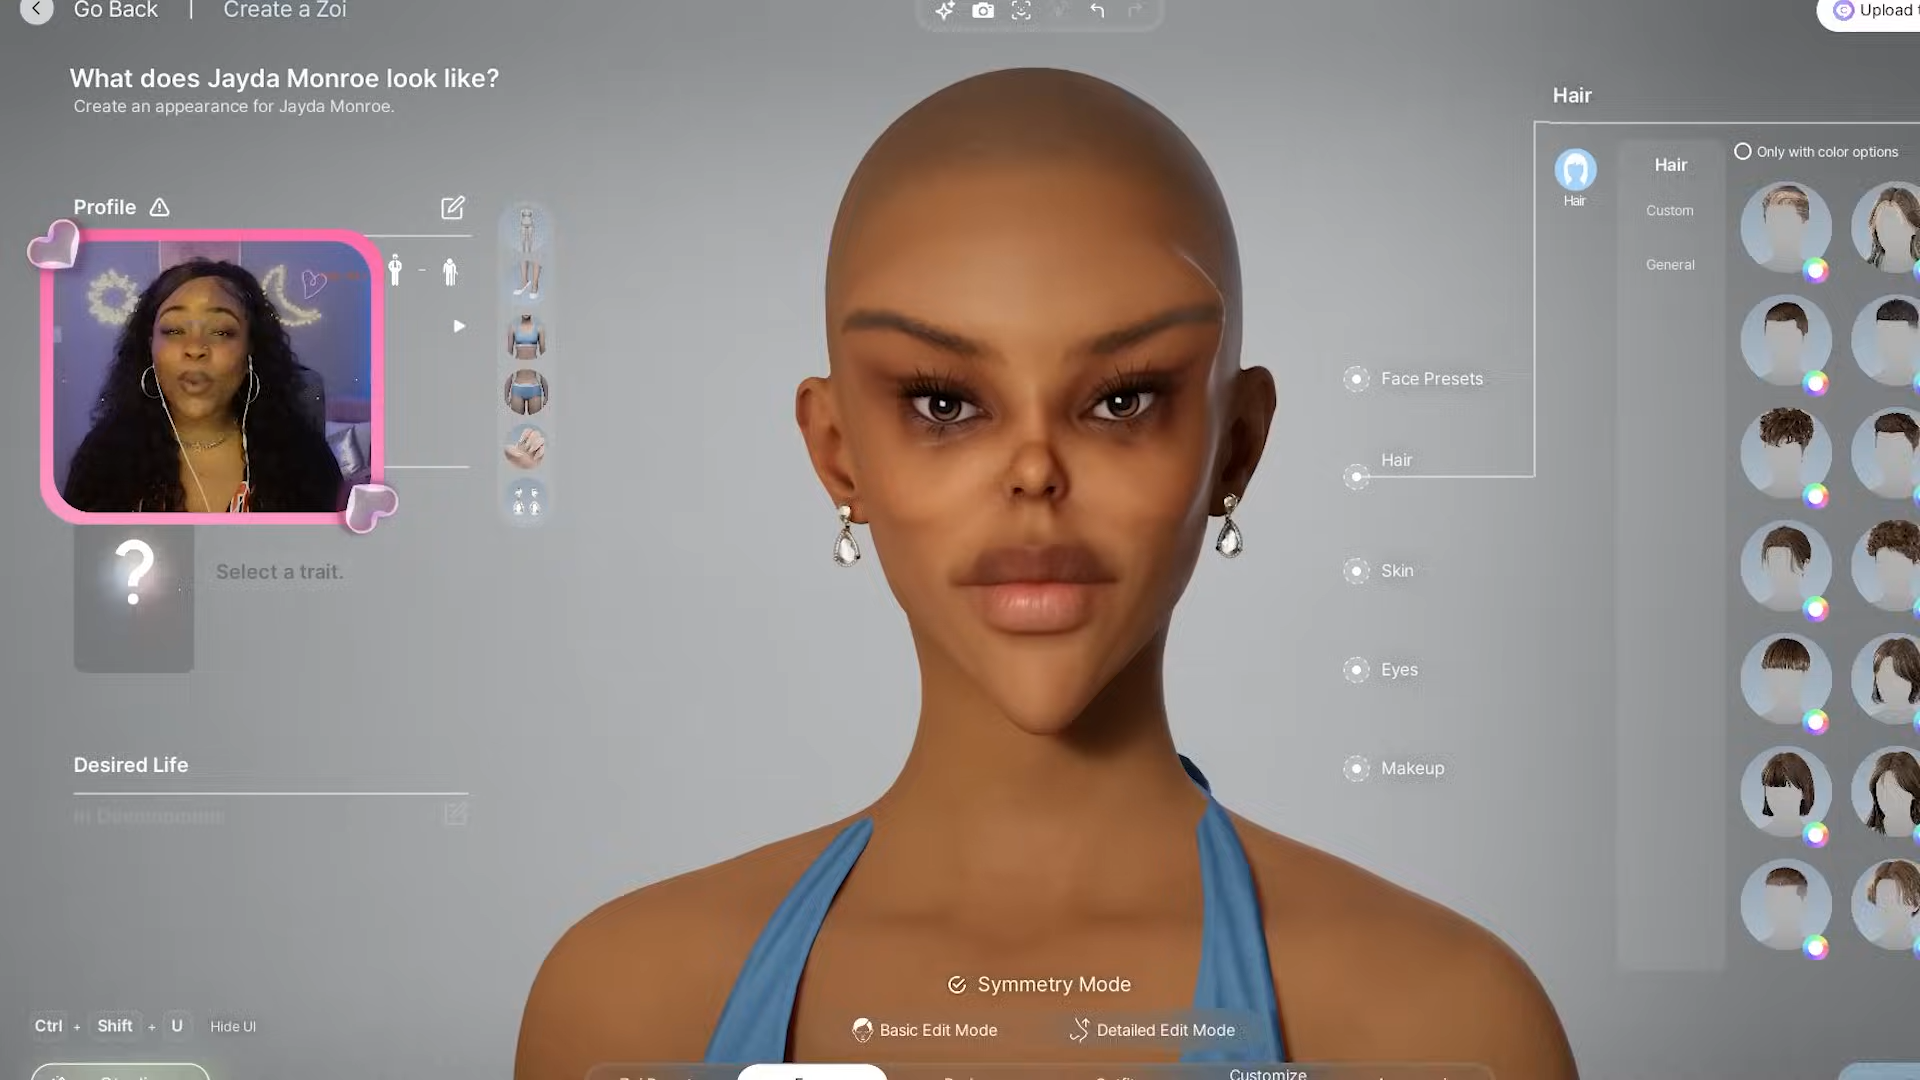 Go Back | Create a Zoi
Upload
What does Jayda Monroe look like?
Create an appearance for Jayda Monroe.
Profile
Select a trait.
Desired Life
Ctrl + Shift + U Hide UI
Hair
Hair
Hair
Custom
General
Only with color options
Face Presets
Hair
Skin
Eyes
Makeup
Symmetry Mode
Basic Edit Mode
Detailed Edit Mode
Customize